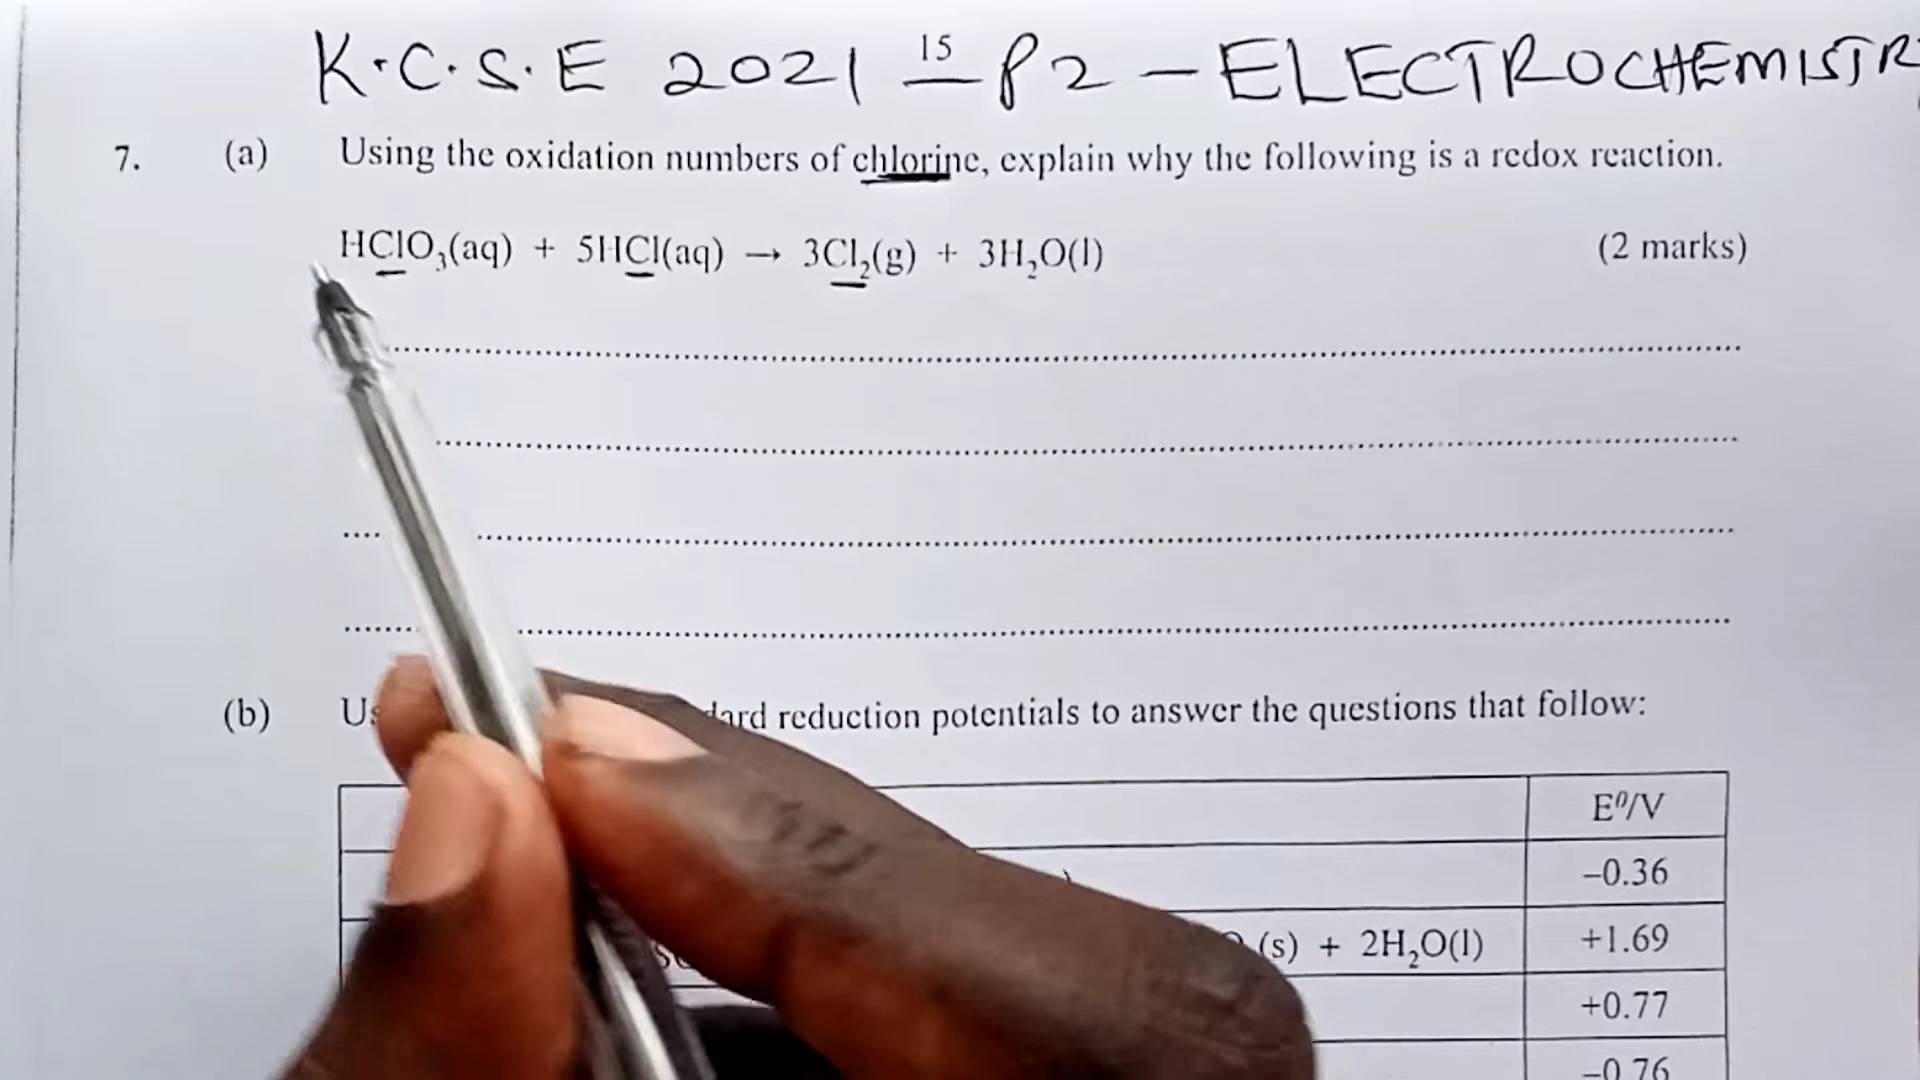 K.C.S.E 2021 15 P2 - ELECTROCHEMISTR
7. (a) Using the oxidation numbers of chlorine, explain why the following is a redox reaction.
HClO₃(aq) + 5HCl(aq) → 3Cl₂(g) + 3H₂O(l) (2 marks)
(b) reduction potentials to answer the questions that follow:
E⁰/V
−0.36
(s) + 2H₂O(l) +1.69
+0.77
−0.76